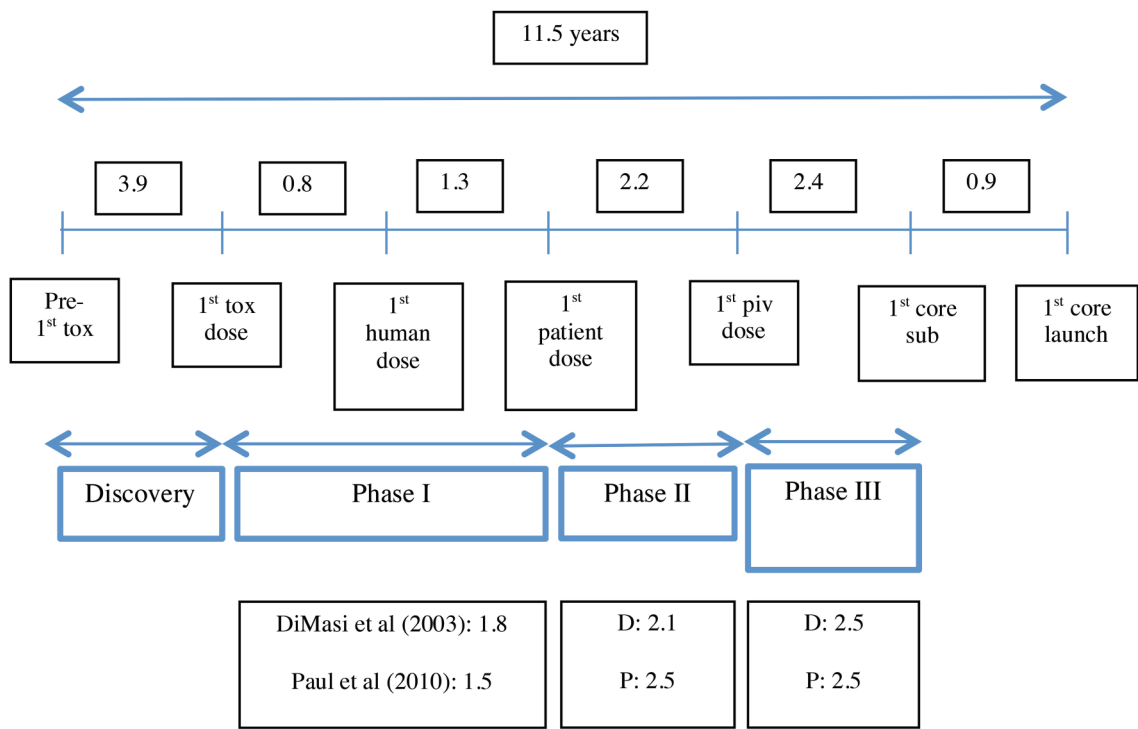 11.5 years
3.9
0.8
1.3
2.2
2.4
0.9
Pre-
1st tox
1st tox
dose
1st
human
dose
1st
patient
dose
1st piv
dose
1st core
sub
1st core
launch
Discovery
Phase I
Phase II
Phase III
DiMasi et al (2003): 1.8
Paul et al (2010): 1.5
D: 2.1
P: 2.5
D: 2.5
P: 2.5